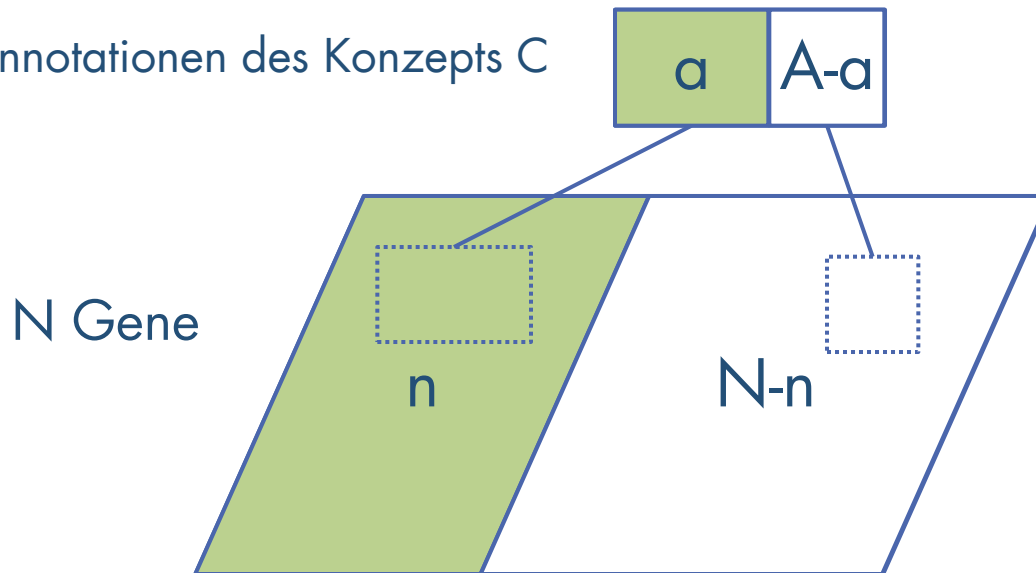 nnotationen des Konzepts C
a
A-a
N Gene
n
N-n